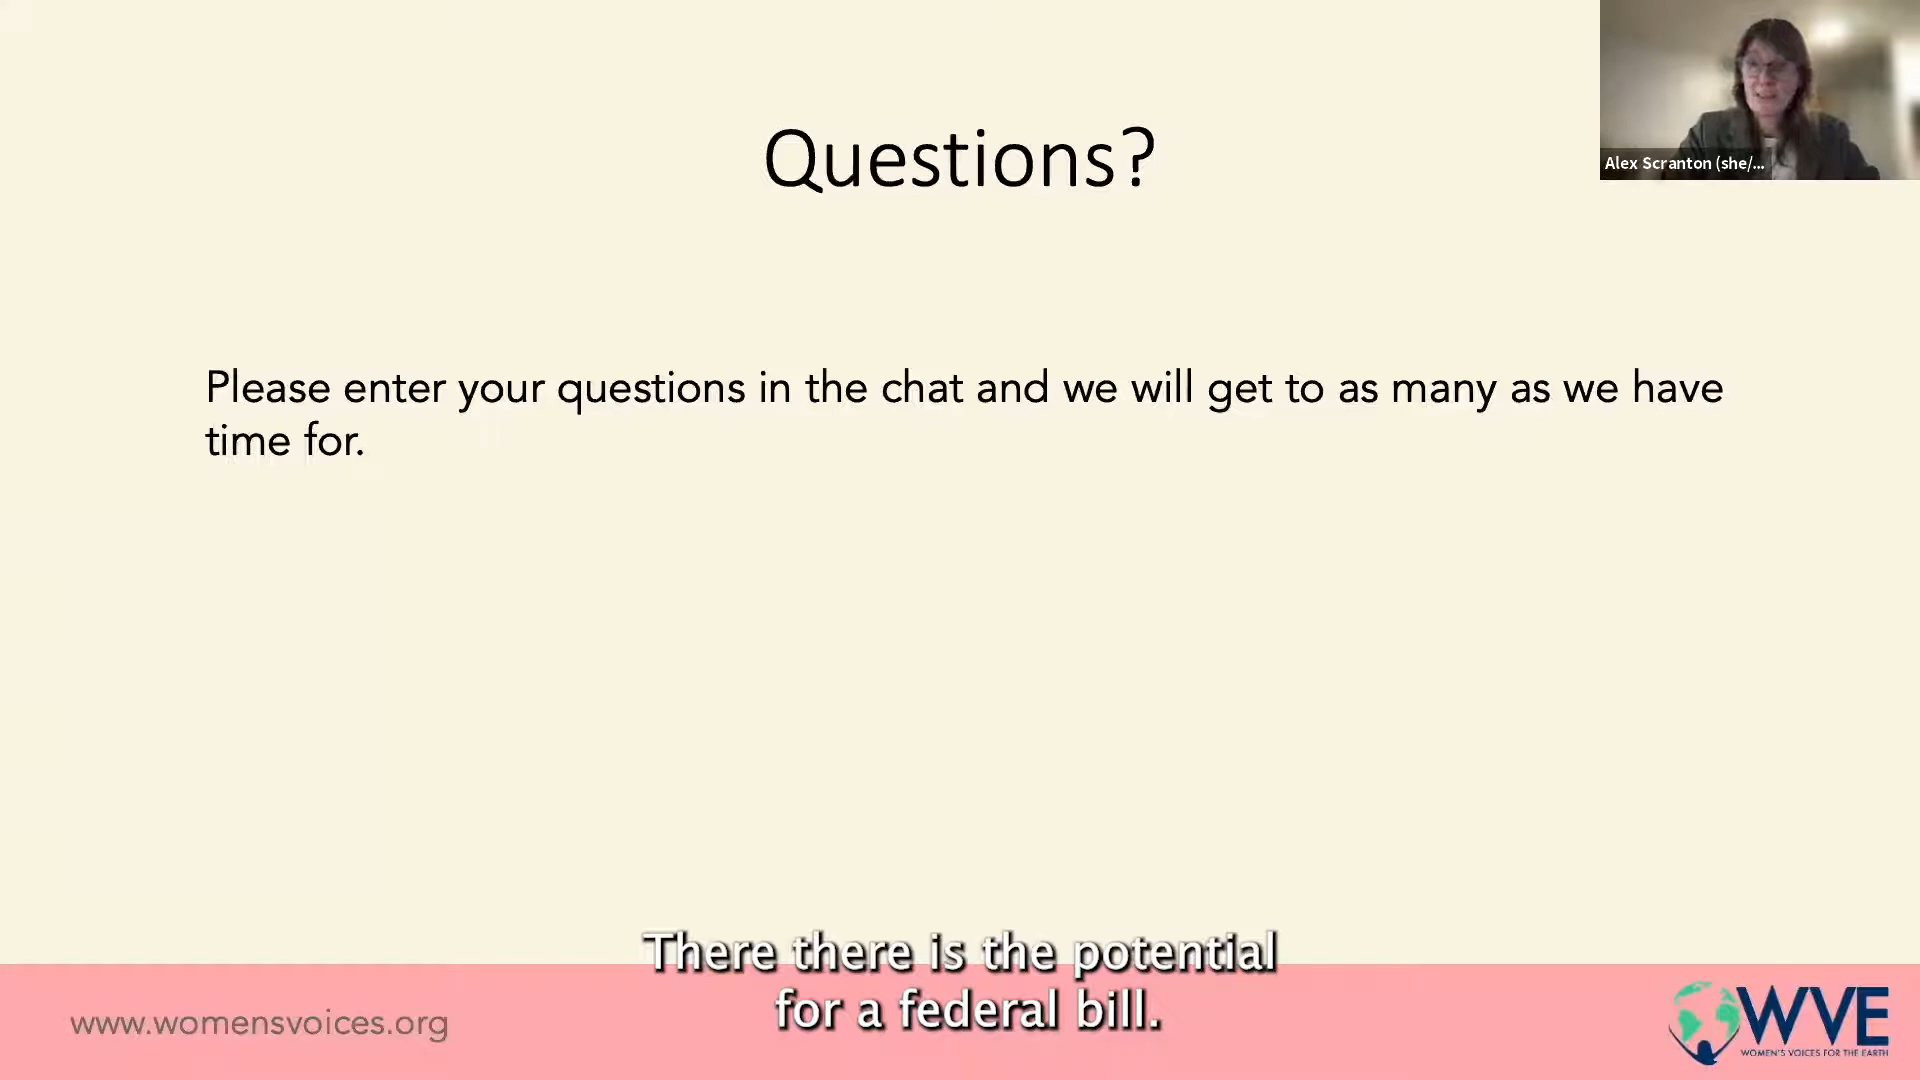 Questions?
Alex Scranton (she/...
Please enter your questions in the chat and we will get to as many as we have
time for.
There there is the potential
for a federal bill.
www.womensvoices.org
WVE
WOMEN'S VOICES FOR THE EARTH